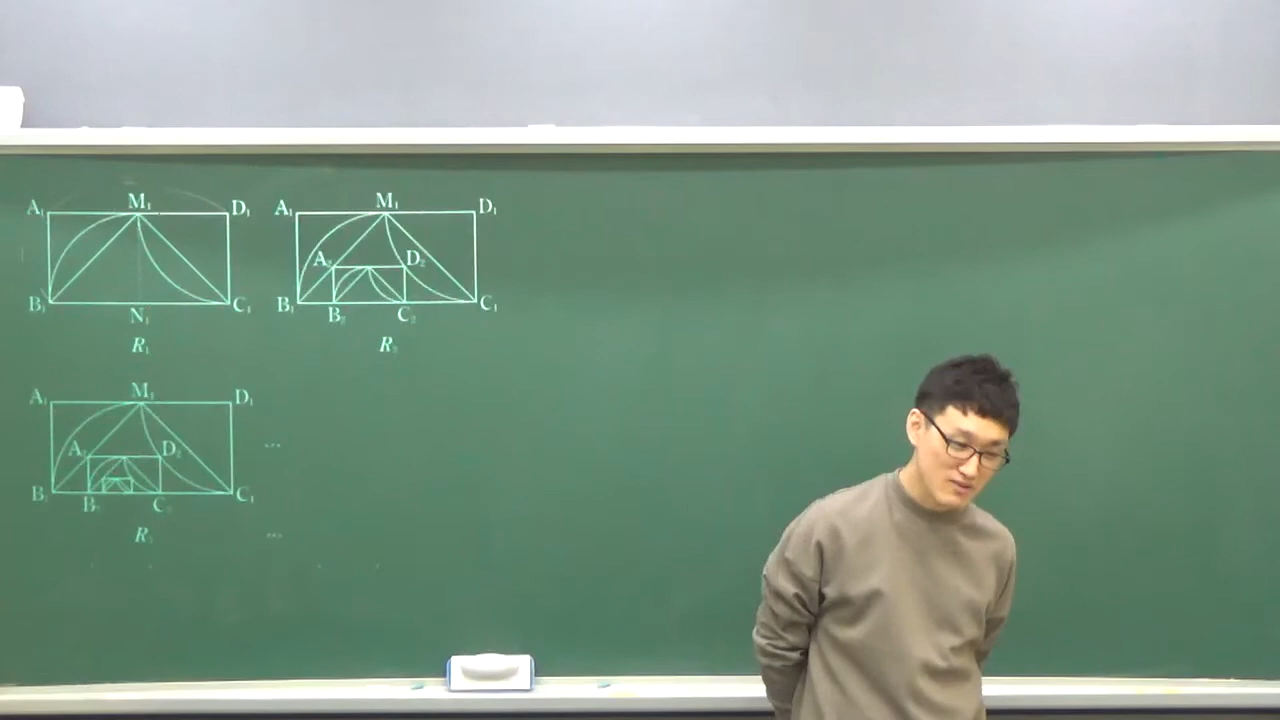 A₁ M₁ D₁
B₁ N₁ C₁
R₁
A₁ M₁ D₁
A₂ D₂
B₁ B₂ C₂ C₁
R₂
A₁ M₁ D₁
A₂ D₂ ...
B₁ B₂ C₂ C₁
R₃ ...